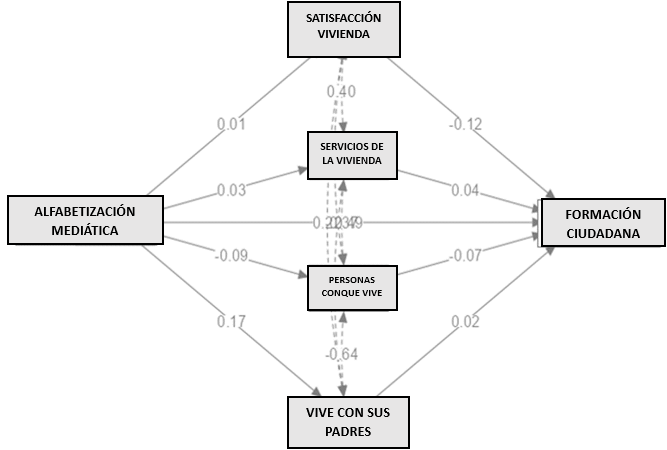 SATISFACCIÓN
VIVIENDA
0.40
0.01
-0.12
SERVICIOS DE
LA VIVIENDA
0.03
0.04
ALFABETIZACIÓN
MEDIÁTICA
FORMACIÓN
CIUDADANA
-0.09
-0.07
PERSONAS
CONQUE VIVE
0.17
0.02
-0.64
VIVE CON SUS
PADRES